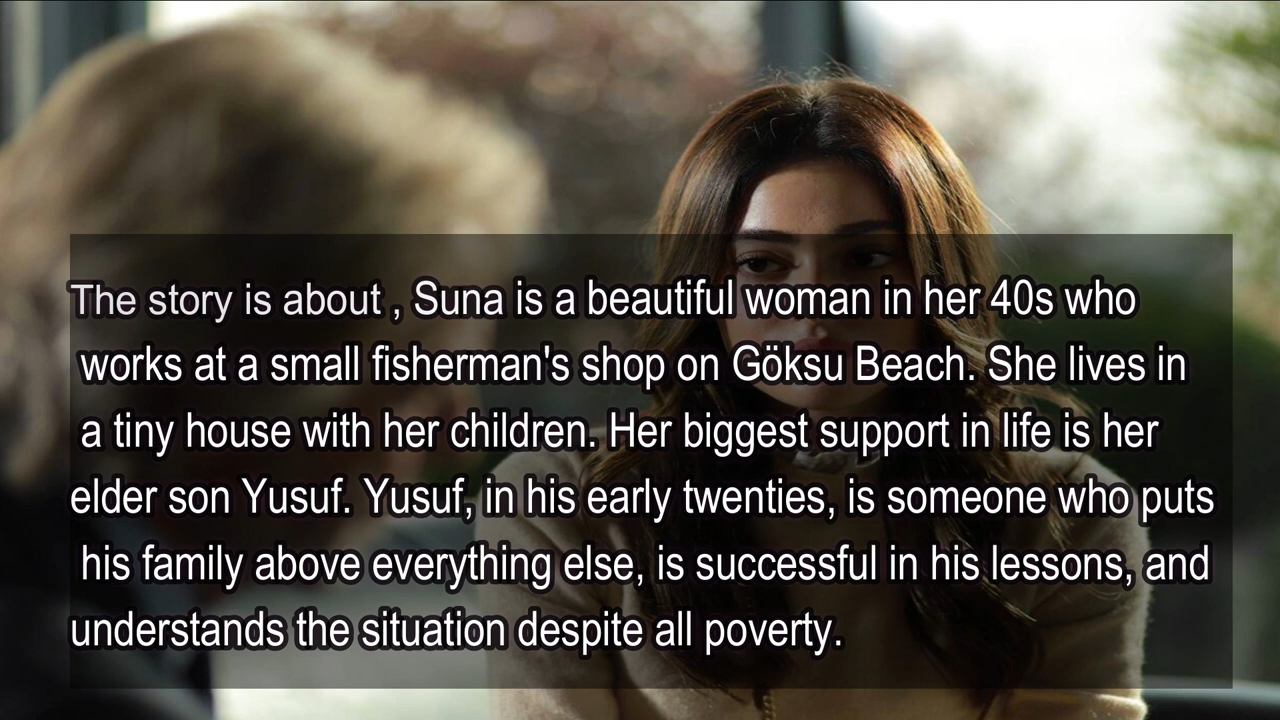 The story is about , Suna is a beautiful woman in her 40s who
works at a small fisherman's shop on Göksu Beach. She lives in
a tiny house with her children. Her biggest support in life is her
elder son Yusuf. Yusuf, in his early twenties, is someone who puts
his family above everything else, is successful in his lessons, and
understands the situation despite all poverty.